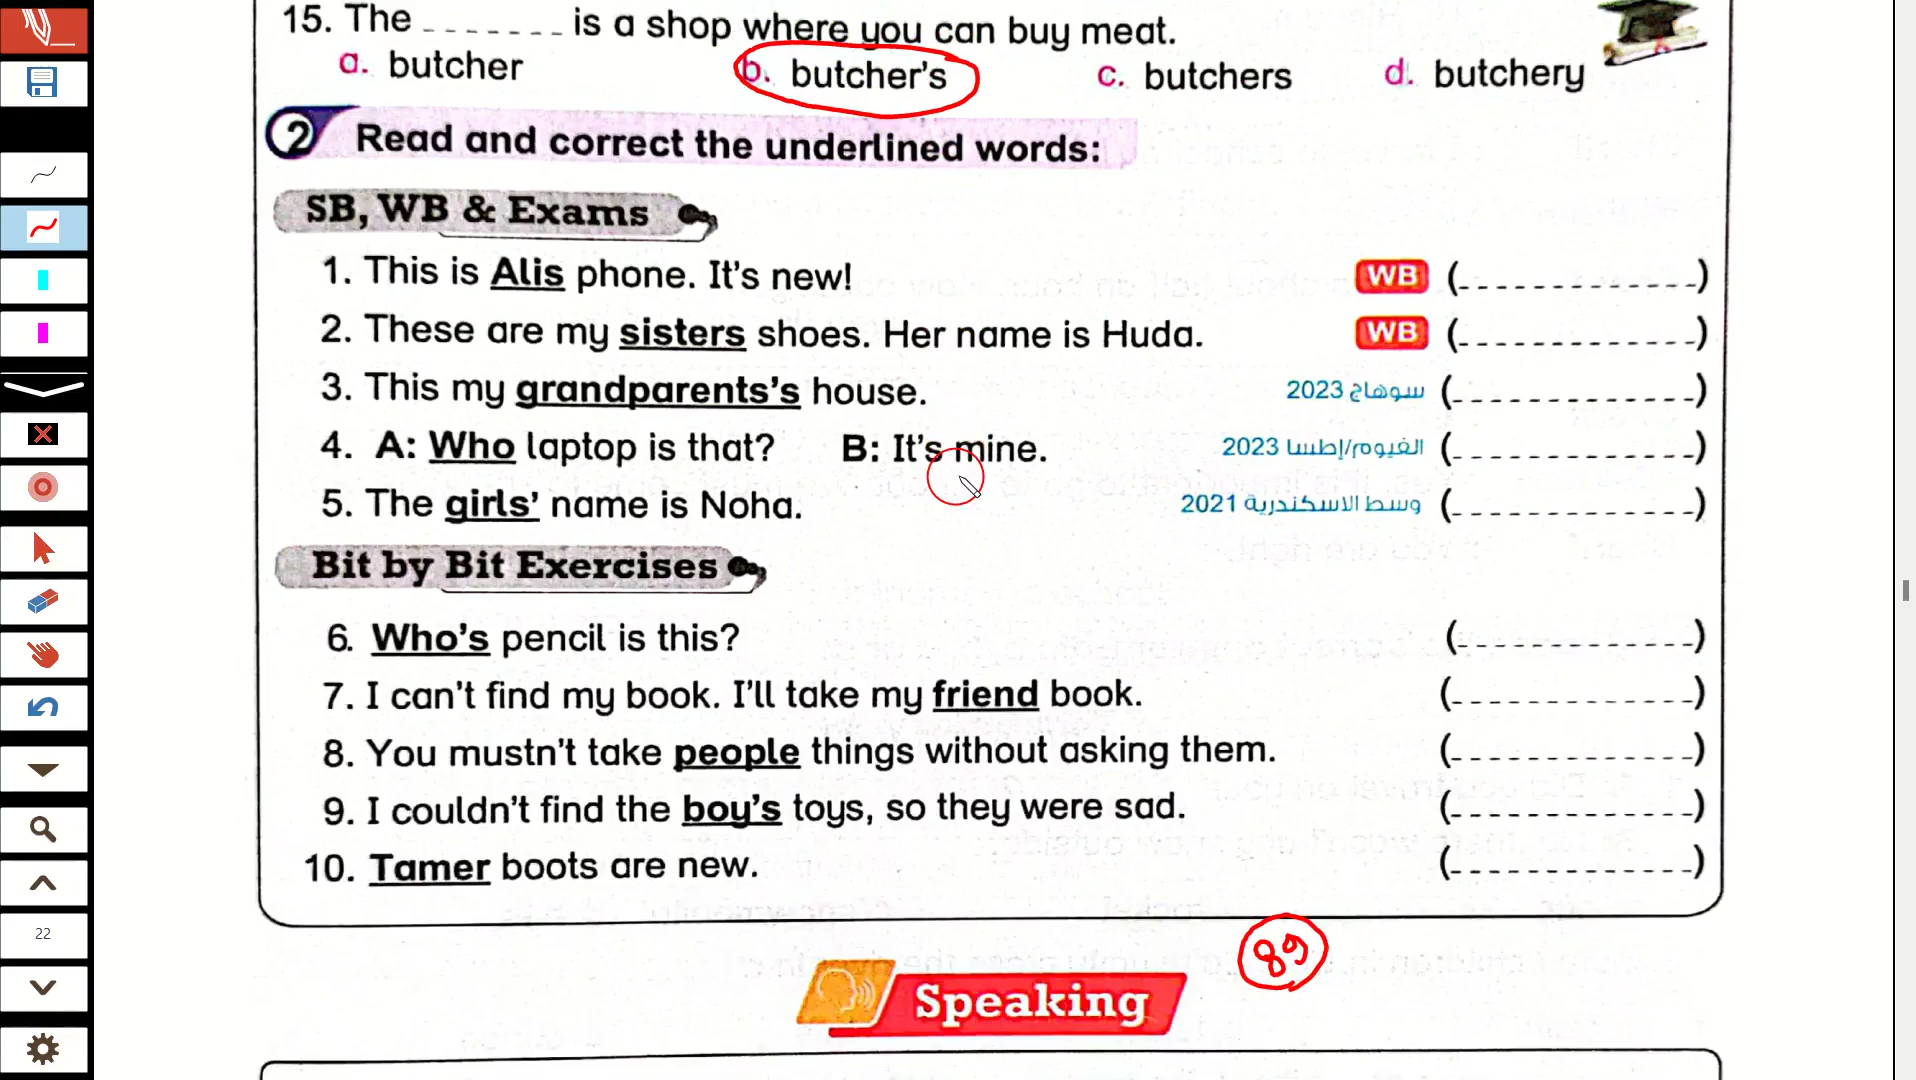 15. The _ _ _ _ _ _ _ is a shop where you can buy meat.
a. butcher b. butcher's c. butchers d. butchery
2 Read and correct the underlined words:
SB, WB & Exams
1. This is Alis phone. It's new! WB (_ _ _ _ _ _ _ _ _ _ _ _)
2. These are my sisters shoes. Her name is Huda. WB (_ _ _ _ _ _ _ _ _ _ _ _)
3. This my grandparents's house. سوهاج 2023 (_ _ _ _ _ _ _ _ _ _ _ _)
4. A: Who laptop is that? B: It's mine. الفيوم/إطسا 2023 (_ _ _ _ _ _ _ _ _ _ _ _)
5. The girls' name is Noha. وسط الاسكندرية 2021 (_ _ _ _ _ _ _ _ _ _ _ _)
Bit by Bit Exercises
6. Who's pencil is this? (_ _ _ _ _ _ _ _ _ _ _ _)
7. I can't find my book. I'll take my friend book. (_ _ _ _ _ _ _ _ _ _ _ _)
8. You mustn't take people things without asking them. (_ _ _ _ _ _ _ _ _ _ _ _)
9. I couldn't find the boy's toys, so they were sad. (_ _ _ _ _ _ _ _ _ _ _ _)
10. Tamer boots are new. (_ _ _ _ _ _ _ _ _ _ _ _)
89
Speaking
22